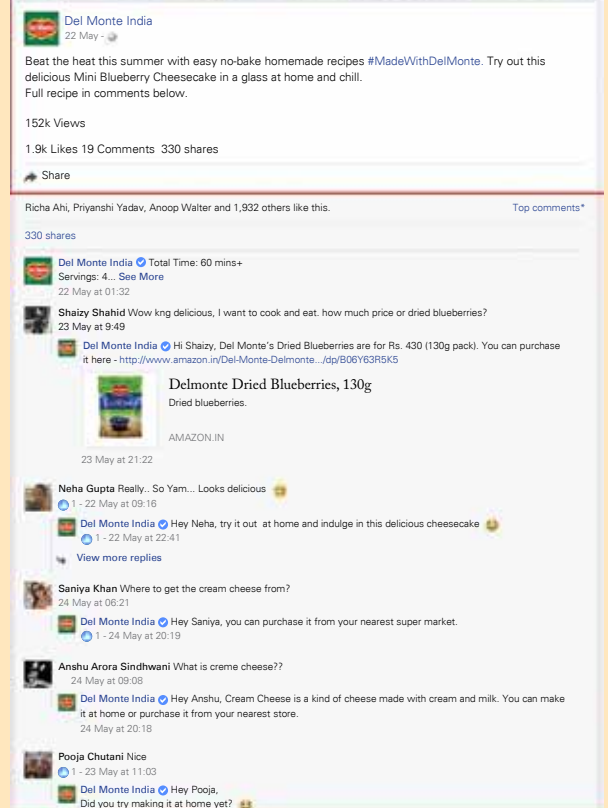 Del Monte India
22 May -
Beat the heat this summer with easy no-bake homemade recipes #MadeWithDelMonte. Try out this
delicious Mini Blueberry Cheesecake in a glass at home and chill.
Full recipe in comments below.
152k Views
1.9k Likes 19 Comments 330 shares
Share
Richa Ahi, Priyanshi Yadav, Anoop Walter and 1,932 others like this. Top comments*
330 shares
Del Monte India Total Time: 60 mins+
Servings: 4... See More
22 May at 01:32
Shaizy Shahid Wow kng delicious, I want to cook and eat. how much price or dried blueberries?
23 May at 9:49
Del Monte India Hi Shaizy, Del Monte's Dried Blueberries are for Rs. 430 (130g pack). You can purchase
it here - http://www.amazon.in/Del-Monte-Delmonte.../dp/B06Y63R5K5
Delmonte Dried Blueberries, 130g
Dried blueberries.
AMAZON.IN
23 May at 21:22
Neha Gupta Really.. So Yam... Looks delicious
1 - 22 May at 09:16
Del Monte India Hey Neha, try it out at home and indulge in this delicious cheesecake
1 - 22 May at 22:41
View more replies
Saniya Khan Where to get the cream cheese from?
24 May at 06:21
Del Monte India Hey Saniya, you can purchase it from your nearest super market.
1 - 24 May at 20:19
Anshu Arora Sindhwani What is creme cheese??
24 May at 09:08
Del Monte India Hey Anshu, Cream Cheese is a kind of cheese made with cream and milk. You can make
it at home or purchase it from your nearest store.
24 May at 20:18
Pooja Chutani Nice
1 - 23 May at 11:03
Del Monte India Hey Pooja,
Did you try making it at home yet?